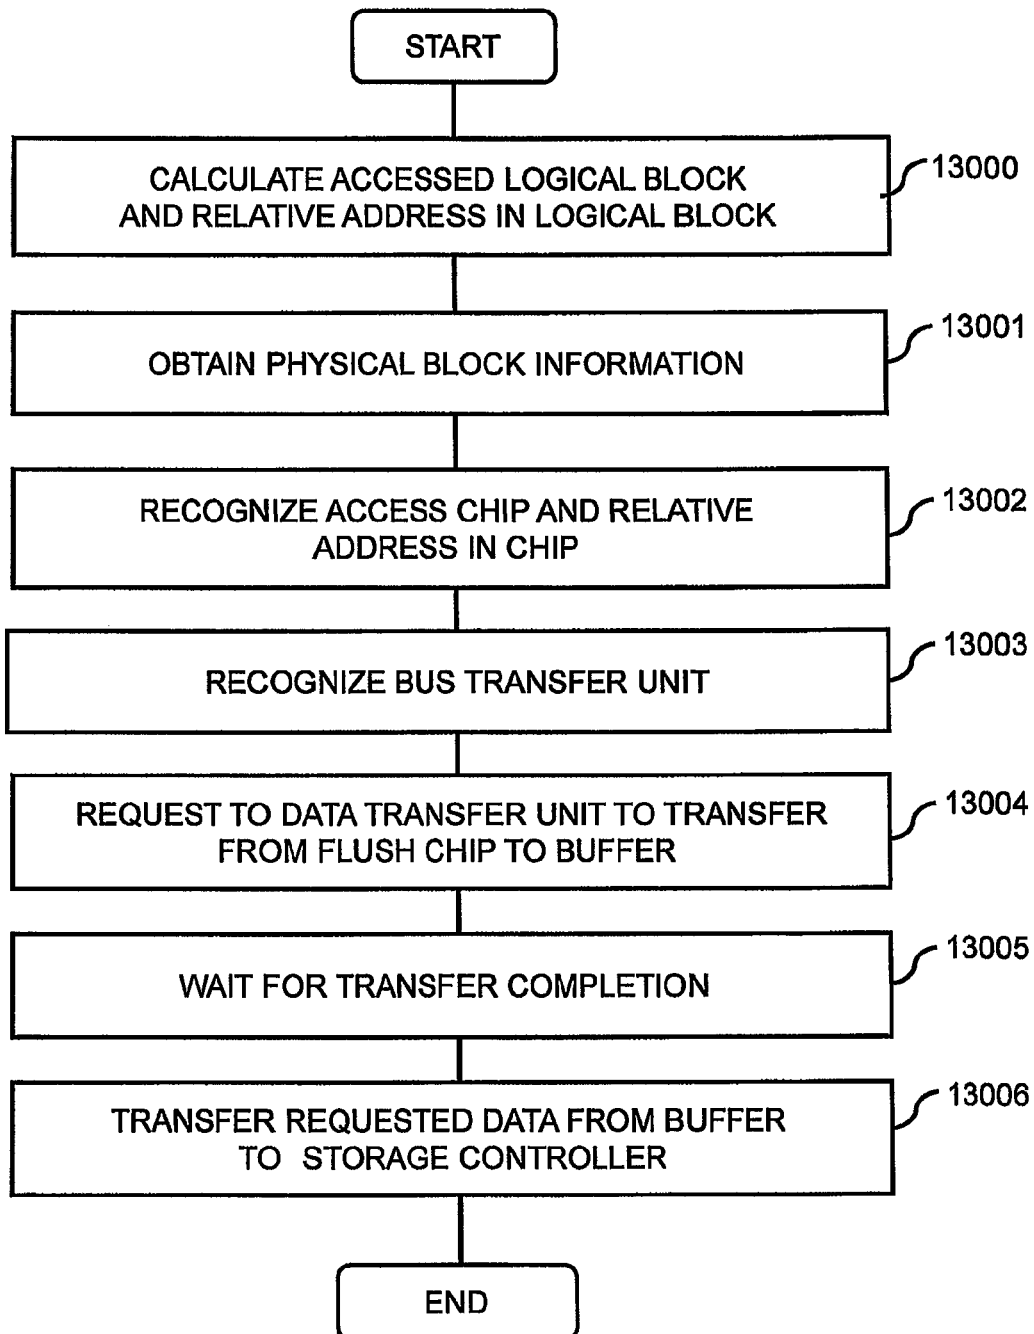 START
CALCULATE ACCESSED LOGICAL BLOCK
AND RELATIVE ADDRESS IN LOGICAL BLOCK
13000
OBTAIN PHYSICAL BLOCK INFORMATION
13001
RECOGNIZE ACCESS CHIP AND RELATIVE
ADDRESS IN CHIP
13002
RECOGNIZE BUS TRANSFER UNIT
13003
REQUEST TO DATA TRANSFER UNIT TO TRANSFER
FROM FLUSH CHIP TO BUFFER
13004
WAIT FOR TRANSFER COMPLETION
13005
TRANSFER REQUESTED DATA FROM BUFFER
TO STORAGE CONTROLLER
13006
END